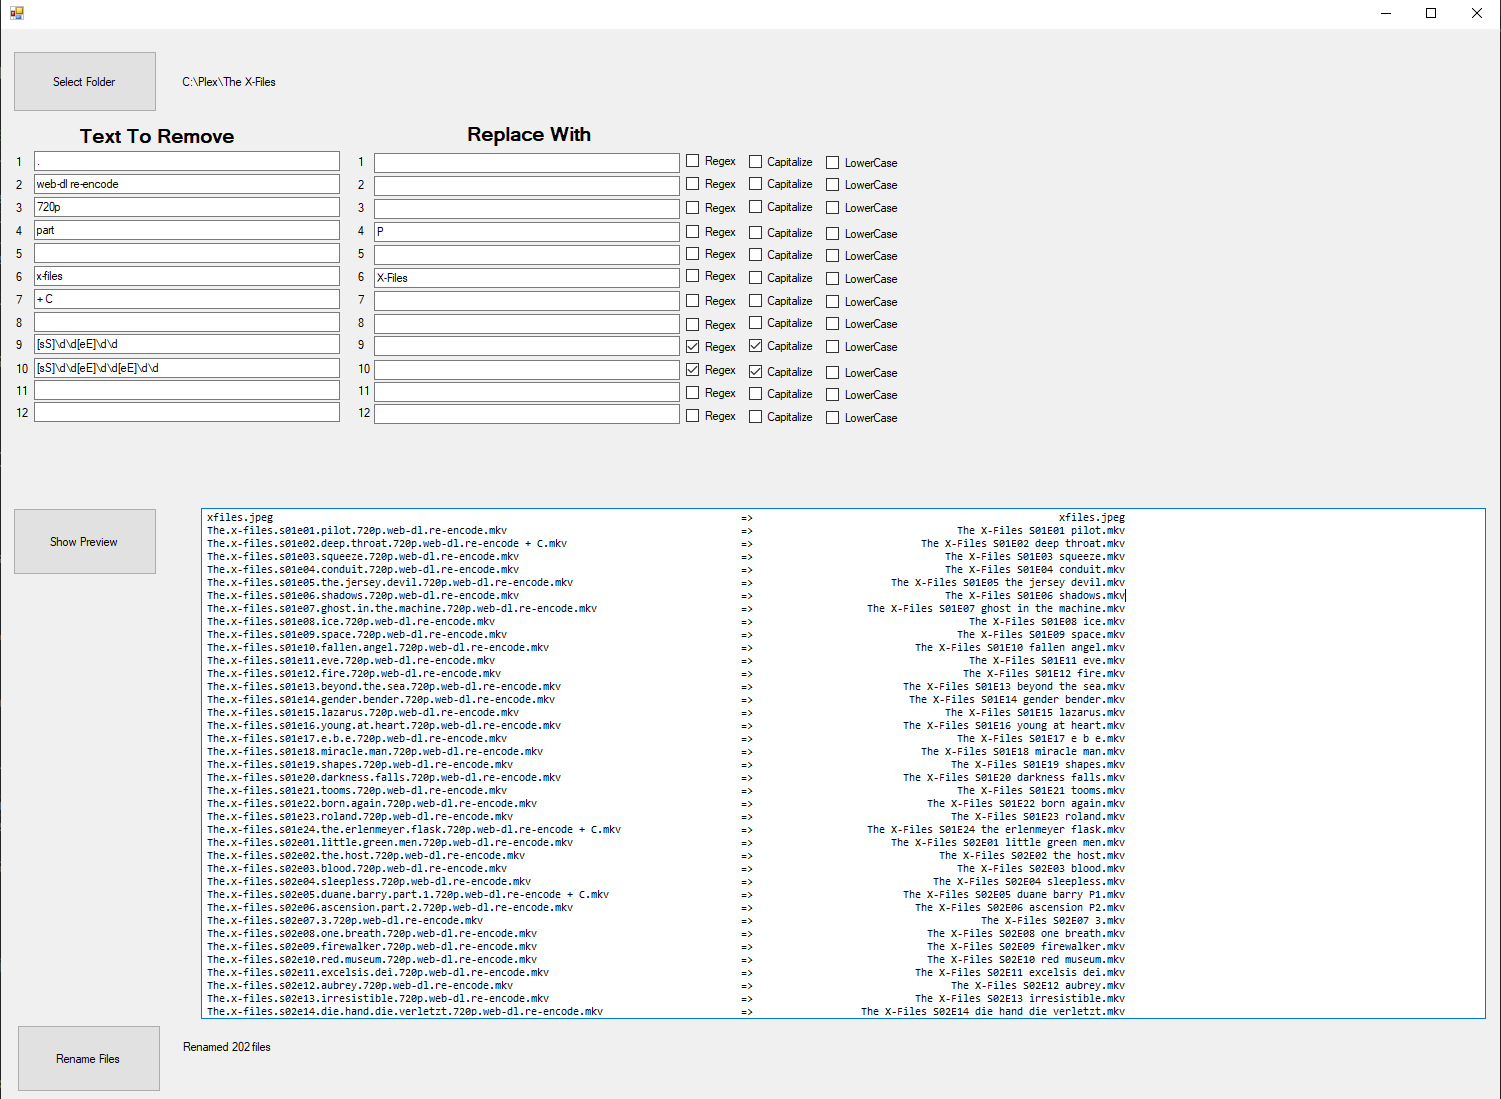 Select Folder C:\Plex\The X-Files
Text To Remove Replace With
1 . 1 Regex Capitalize LowerCase
2 web-dl re-encode 2 Regex Capitalize LowerCase
3 720p 3 Regex Capitalize LowerCase
4 part 4 P Regex Capitalize LowerCase
5 5 Regex Capitalize LowerCase
6 x-files 6 X-Files Regex Capitalize LowerCase
7 + C 7 Regex Capitalize LowerCase
8 8 Regex Capitalize LowerCase
9 [sS]\d\d[eE]\d\d 9 Regex Capitalize LowerCase
10 [sS]\d\d[eE]\d\d[eE]\d\d 10 Regex Capitalize LowerCase
11 11 Regex Capitalize LowerCase
12 12 Regex Capitalize LowerCase
Show Preview
xfiles.jpeg => xfiles.jpeg
The.x-files.s01e01.pilot.720p.web-dl.re-encode.mkv => The X-Files S01E01 pilot.mkv
The.x-files.s01e02.deep.throat.720p.web-dl.re-encode + C.mkv => The X-Files S01E02 deep throat.mkv
The.x-files.s01e03.squeeze.720p.web-dl.re-encode.mkv => The X-Files S01E03 squeeze.mkv
The.x-files.s01e04.conduit.720p.web-dl.re-encode.mkv => The X-Files S01E04 conduit.mkv
The.x-files.s01e05.the.jersey.devil.720p.web-dl.re-encode.mkv => The X-Files S01E05 the jersey devil.mkv
The.x-files.s01e06.shadows.720p.web-dl.re-encode.mkv => The X-Files S01E06 shadows.mkv
The.x-files.s01e07.ghost.in.the.machine.720p.web-dl.re-encode.mkv => The X-Files S01E07 ghost in the machine.mkv
The.x-files.s01e08.ice.720p.web-dl.re-encode.mkv => The X-Files S01E08 ice.mkv
The.x-files.s01e09.space.720p.web-dl.re-encode.mkv => The X-Files S01E09 space.mkv
The.x-files.s01e10.fallen.angel.720p.web-dl.re-encode.mkv => The X-Files S01E10 fallen angel.mkv
The.x-files.s01e11.eve.720p.web-dl.re-encode.mkv => The X-Files S01E11 eve.mkv
The.x-files.s01e12.fire.720p.web-dl.re-encode.mkv => The X-Files S01E12 fire.mkv
The.x-files.s01e13.beyond.the.sea.720p.web-dl.re-encode.mkv => The X-Files S01E13 beyond the sea.mkv
The.x-files.s01e14.gender.bender.720p.web-dl.re-encode.mkv => The X-Files S01E14 gender bender.mkv
The.x-files.s01e15.lazarus.720p.web-dl.re-encode.mkv => The X-Files S01E15 lazarus.mkv
The.x-files.s01e16.young.at.heart.720p.web-dl.re-encode.mkv => The X-Files S01E16 young at heart.mkv
The.x-files.s01e17.e.b.e.720p.web-dl.re-encode.mkv => The X-Files S01E17 e b e.mkv
The.x-files.s01e18.miracle.man.720p.web-dl.re-encode.mkv => The X-Files S01E18 miracle man.mkv
The.x-files.s01e19.shapes.720p.web-dl.re-encode.mkv => The X-Files S01E19 shapes.mkv
The.x-files.s01e20.darkness.falls.720p.web-dl.re-encode.mkv => The X-Files S01E20 darkness falls.mkv
The.x-files.s01e21.tooms.720p.web-dl.re-encode.mkv => The X-Files S01E21 tooms.mkv
The.x-files.s01e22.born.again.720p.web-dl.re-encode.mkv => The X-Files S01E22 born again.mkv
The.x-files.s01e23.roland.720p.web-dl.re-encode.mkv => The X-Files S01E23 roland.mkv
The.x-files.s01e24.the.erlenmeyer.flask.720p.web-dl.re-encode + C.mkv => The X-Files S01E24 the erlenmeyer flask.mkv
The.x-files.s02e01.little.green.men.720p.web-dl.re-encode.mkv => The X-Files S02E01 little green men.mkv
The.x-files.s02e02.the.host.720p.web-dl.re-encode.mkv => The X-Files S02E02 the host.mkv
The.x-files.s02e03.blood.720p.web-dl.re-encode.mkv => The X-Files S02E03 blood.mkv
The.x-files.s02e04.sleepless.720p.web-dl.re-encode.mkv => The X-Files S02E04 sleepless.mkv
The.x-files.s02e05.duane.barry.part.1.720p.web-dl.re-encode + C.mkv => The X-Files S02E05 duane barry P1.mkv
The.x-files.s02e06.ascension.part.2.720p.web-dl.re-encode.mkv => The X-Files S02E06 ascension P2.mkv
The.x-files.s02e07.3.720p.web-dl.re-encode.mkv => The X-Files S02E07 3.mkv
The.x-files.s02e08.one.breath.720p.web-dl.re-encode.mkv => The X-Files S02E08 one breath.mkv
The.x-files.s02e09.firewalker.720p.web-dl.re-encode.mkv => The X-Files S02E09 firewalker.mkv
The.x-files.s02e10.red.museum.720p.web-dl.re-encode.mkv => The X-Files S02E10 red museum.mkv
The.x-files.s02e11.excelsis.dei.720p.web-dl.re-encode.mkv => The X-Files S02E11 excelsis dei.mkv
The.x-files.s02e12.aubrey.720p.web-dl.re-encode.mkv => The X-Files S02E12 aubrey.mkv
The.x-files.s02e13.irresistible.720p.web-dl.re-encode.mkv => The X-Files S02E13 irresistible.mkv
The.x-files.s02e14.die.hand.die.verletzt.720p.web-dl.re-encode.mkv => The X-Files S02E14 die hand die verletzt.mkv
Rename Files Renamed 202 files